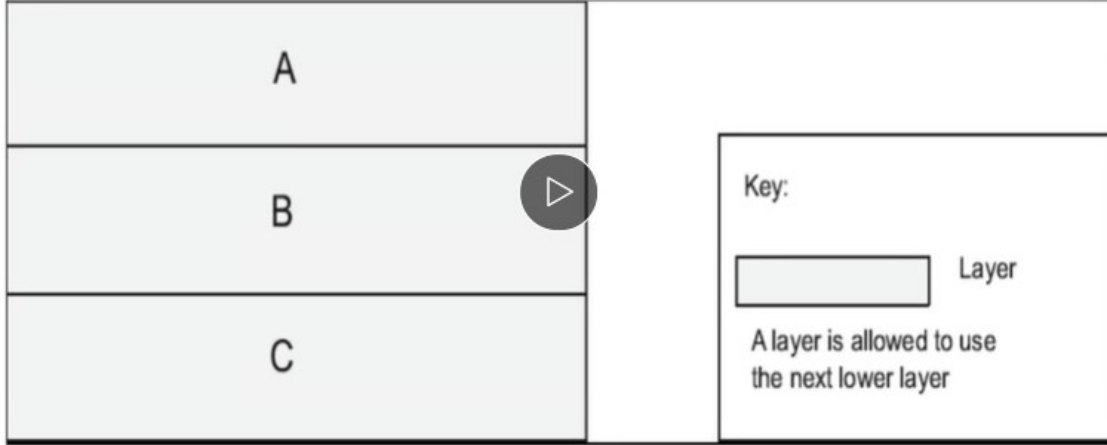 A
B
C
Key:
Layer
A layer is allowed to use
the next lower layer